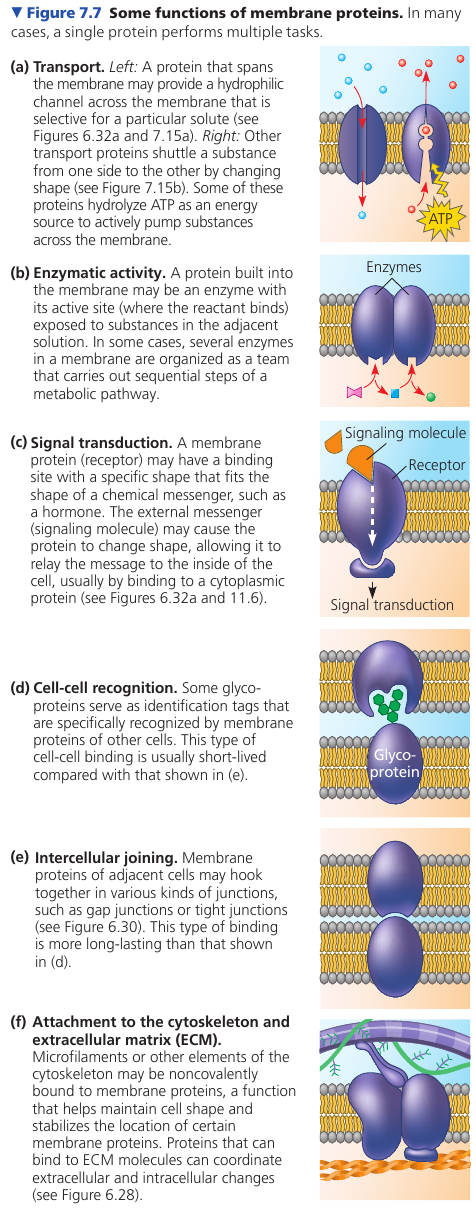 ▼ Figure 7.7 Some functions of membrane proteins. In many
cases, a single protein performs multiple tasks.
(a) Transport. Left: A protein that spans
the membrane may provide a hydrophilic
channel across the membrane that is
selective for a particular solute (see
Figures 6.32a and 7.15a). Right: Other
transport proteins shuttle a substance
from one side to the other by changing
shape (see Figure 7.15b). Some of these
proteins hydrolyze ATP as an energy
source to actively pump substances
across the membrane.
ATP
(b) Enzymatic activity. A protein built into
the membrane may be an enzyme with
its active site (where the reactant binds)
exposed to substances in the adjacent
solution. In some cases, several enzymes
in a membrane are organized as a team
that carries out sequential steps of a
metabolic pathway.
Enzymes
(c) Signal transduction. A membrane
protein (receptor) may have a binding
site with a specific shape that fits the
shape of a chemical messenger, such as
a hormone. The external messenger
(signaling molecule) may cause the
protein to change shape, allowing it to
relay the message to the inside of the
cell, usually by binding to a cytoplasmic
protein (see Figures 6.32a and 11.6).
Signaling molecule
Receptor
Signal transduction
(d) Cell-cell recognition. Some glyco-
proteins serve as identification tags that
are specifically recognized by membrane
proteins of other cells. This type of
cell-cell binding is usually short-lived
compared with that shown in (e).
Glyco-
protein
(e) Intercellular joining. Membrane
proteins of adjacent cells may hook
together in various kinds of junctions,
such as gap junctions or tight junctions
(see Figure 6.30). This type of binding
is more long-lasting than that shown
in (d).
(f) Attachment to the cytoskeleton and
extracellular matrix (ECM).
Microfilaments or other elements of the
cytoskeleton may be noncovalently
bound to membrane proteins, a function
that helps maintain cell shape and
stabilizes the location of certain
membrane proteins. Proteins that can
bind to ECM molecules can coordinate
extracellular and intracellular changes
(see Figure 6.28).